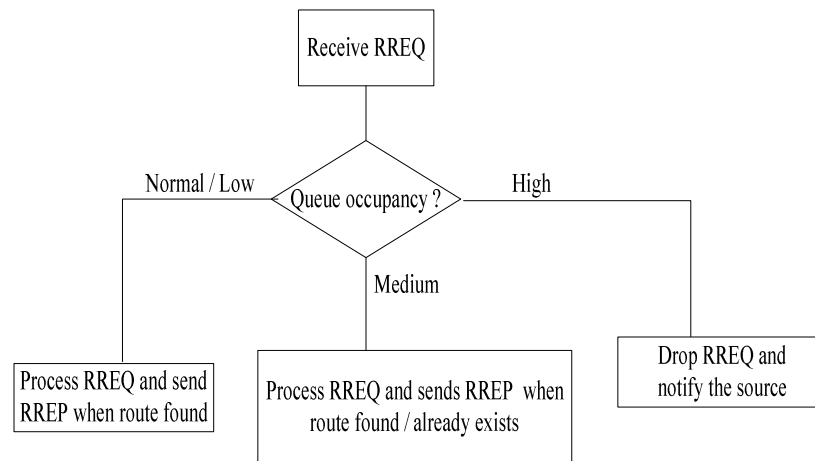 Receive RREQ
Normal / Low
Queue occupancy ?
High
Medium
Process RREQ and send
RREP when route found
Process RREQ and sends RREP when
route found / already exists
Drop RREQ and
notify the source